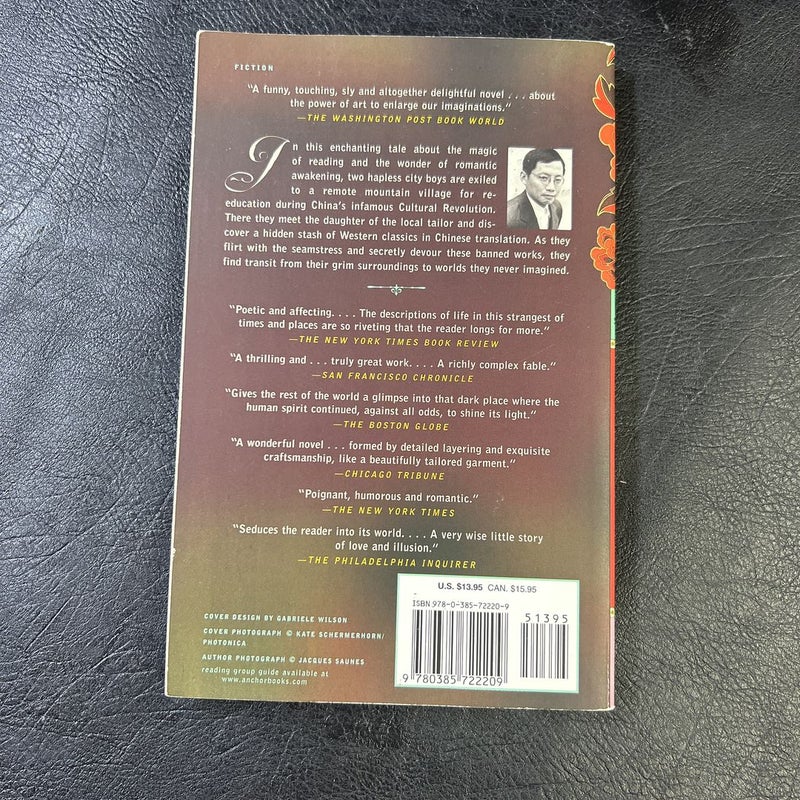 FICTION
“A funny, touching, sly and altogether delightful novel . . . about
the power of art to enlarge our imaginations.”
—THE WASHINGTON POST BOOK WORLD
In this enchanting tale about the magic
of reading and the wonder of romantic
awakening, two hapless city boys are exiled
to a remote mountain village for re-
education during China's infamous Cultural Revolution.
There they meet the daughter of the local tailor and dis-
cover a hidden stash of Western classics in Chinese translation. As they
flirt with the seamstress and secretly devour these banned works, they
find transit from their grim surroundings to worlds they never imagined.
“Poetic and affecting. . . . The descriptions of life in this strangest of
times and places are so riveting that the reader longs for more.”
—THE NEW YORK TIMES BOOK REVIEW
“A thrilling and . . . truly great work. . . . A richly complex fable.”
—SAN FRANCISCO CHRONICLE
“Gives the rest of the world a glimpse into that dark place where the
human spirit continued, against all odds, to shine its light.”
—THE BOSTON GLOBE
“A wonderful novel . . . formed by detailed layering and exquisite
craftsmanship, like a beautifully tailored garment.”
—CHICAGO TRIBUNE
“Poignant, humorous and romantic.”
—THE NEW YORK TIMES
“Seduces the reader into its world. . . . A very wise little story
of love and illusion.”
—THE PHILADELPHIA INQUIRER
COVER DESIGN BY GABRIELE WILSON
COVER PHOTOGRAPH © KATE SCHERMERHORN/
PHOTONICA
AUTHOR PHOTOGRAPH © JACQUES SAUNES
reading group guide available at
www.anchorbooks.com
U.S. $13.95 CAN. $15.95
ISBN 978-0-385-72220-9
51395
9 780385 722209